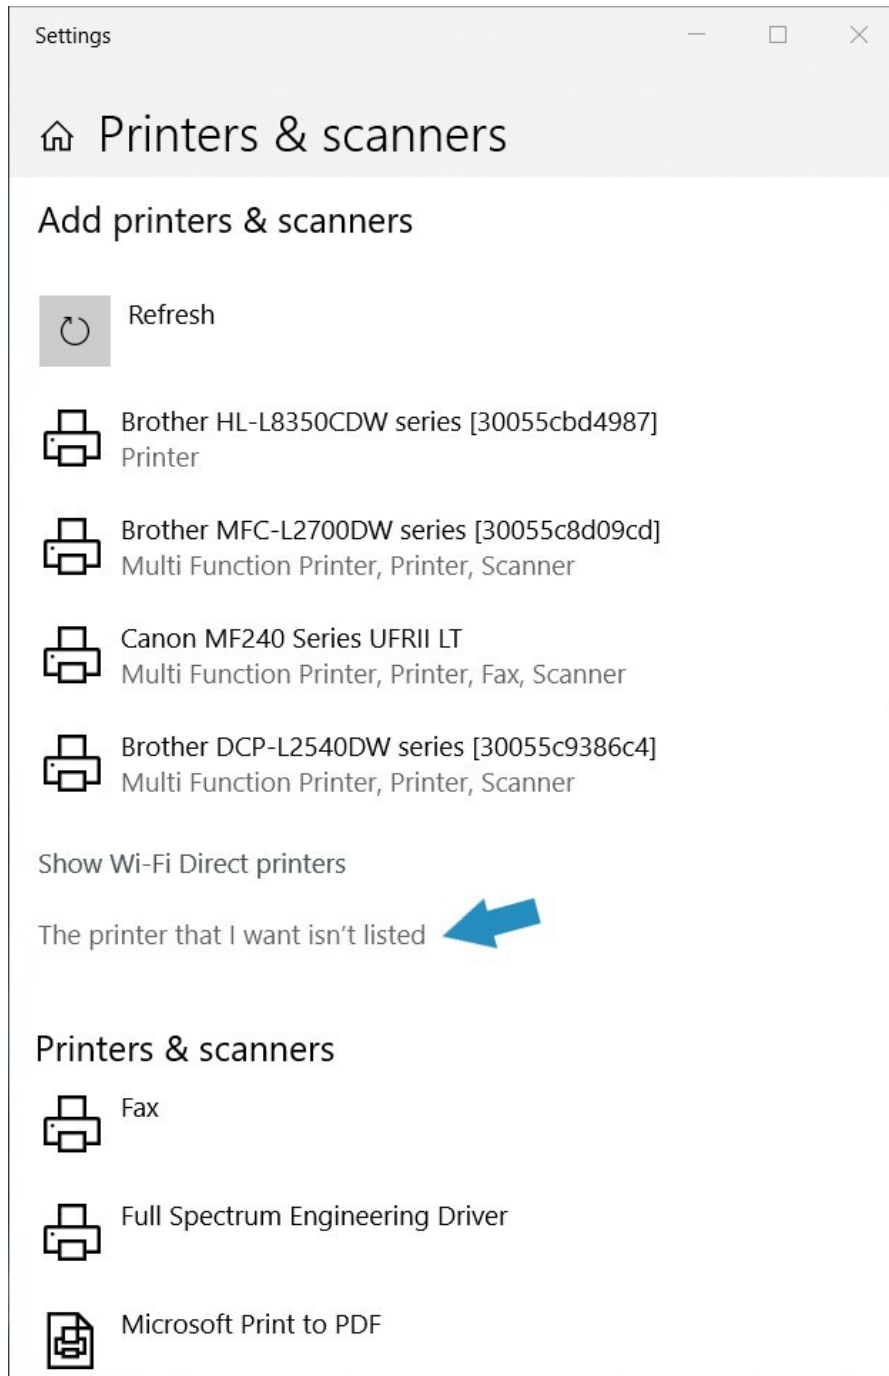 Settings
Printers & scanners
Add printers & scanners
Refresh
Brother HL-L8350CDW series [30055cbd4987]
Printer
Brother MFC-L2700DW series [30055c8d09cd]
Multi Function Printer, Printer, Scanner
Canon MF240 Series UFRII LT
Multi Function Printer, Printer, Fax, Scanner
Brother DCP-L2540DW series [30055c9386c4]
Multi Function Printer, Printer, Scanner
Show Wi-Fi Direct printers
The printer that I want isn’t listed
Printers & scanners
Fax
Full Spectrum Engineering Driver
Microsoft Print to PDF